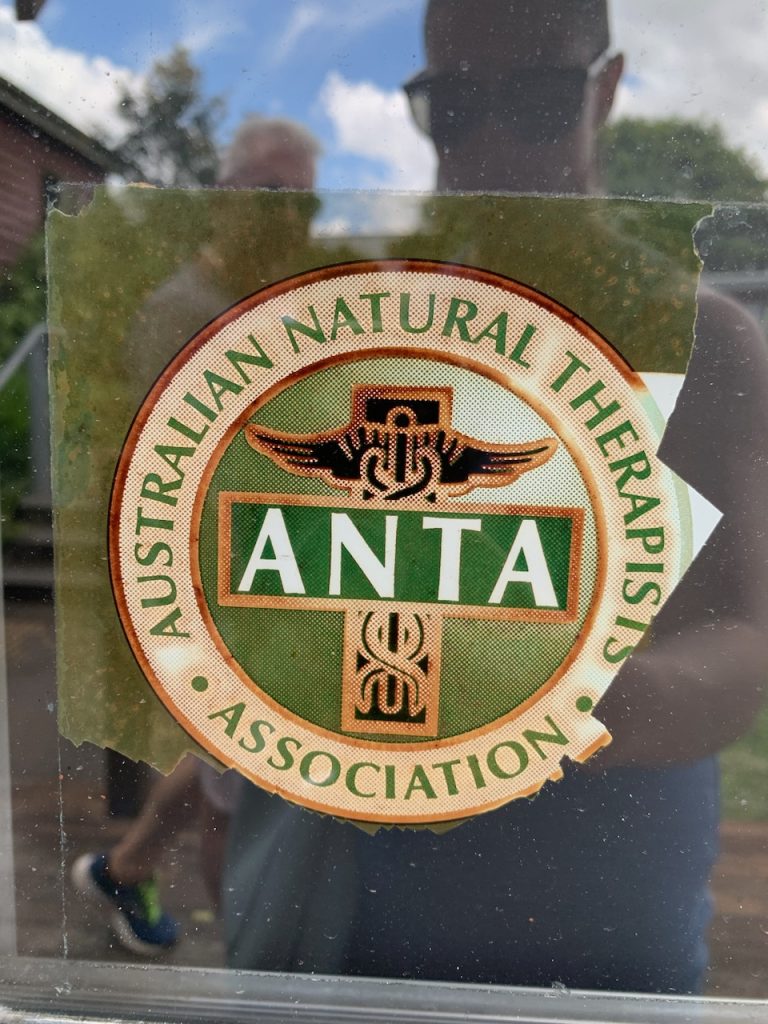 AUSTRALIAN NATURAL THERAPISTS
ANTA
• ASSOCIATION •